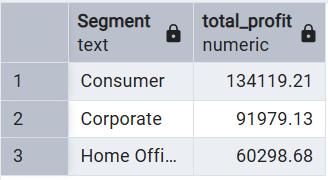 Segment total_profit
text numeric
1 Consumer 134119.21
2 Corporate 91979.13
3 Home Offi... 60298.68